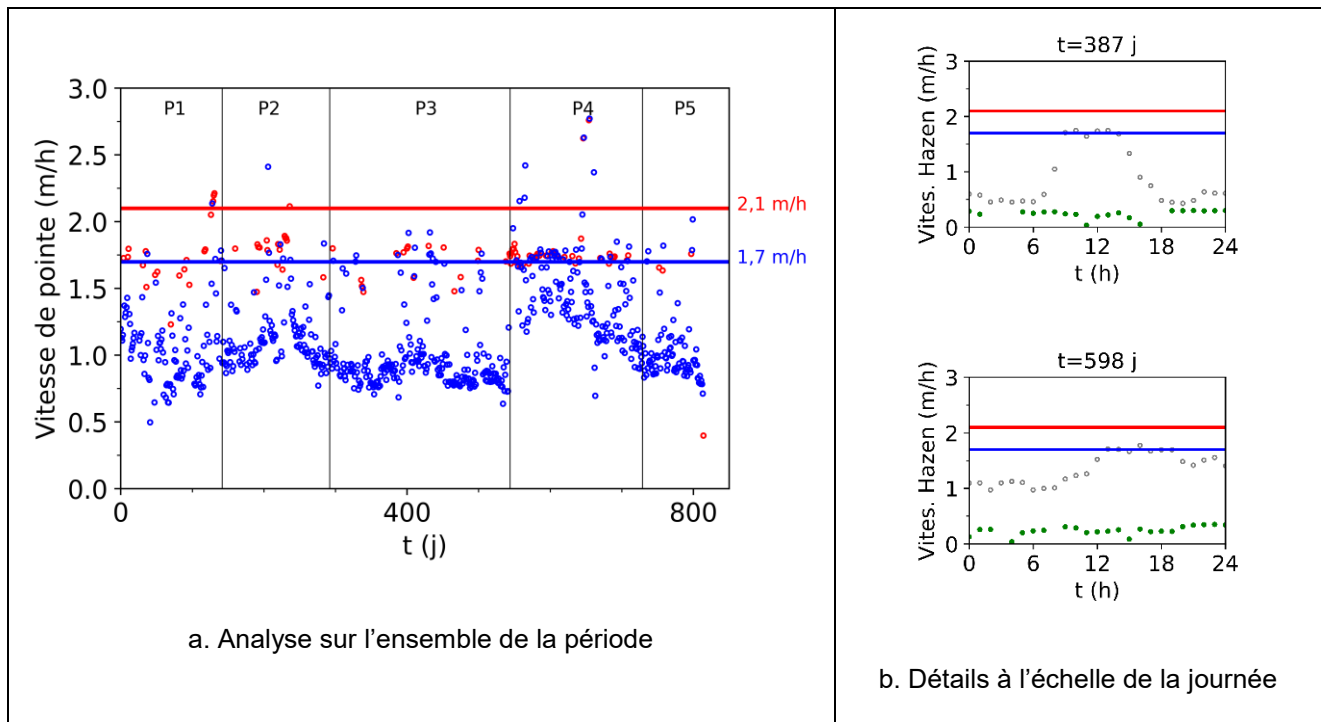 Vitesse de pointe (m/h)
3.0
2.5
2.0
1.5
1.0
0.5
0.0
P1
P2
P3
P4
P5
2,1 m/h
1,7 m/h
0
400
800
t (j)
a. Analyse sur l'ensemble de la période
t=387 j
Vites. Hazen (m/h)
3
2
1
0
0
6
12
18
24
t (h)
t=598 j
Vites. Hazen (m/h)
3
2
1
0
0
6
12
18
24
t (h)
b. Détails à l'échelle de la journée